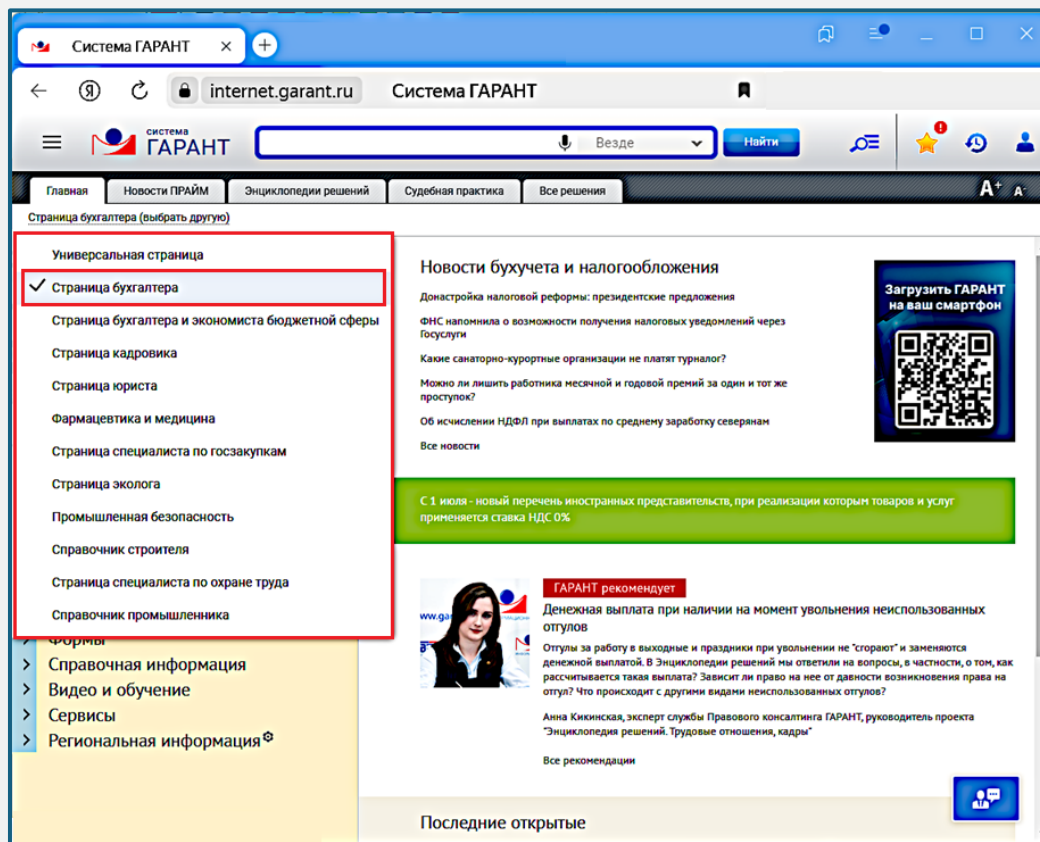 Система ГАРАНТ
internet.garant.ru Система ГАРАНТ
система
ГАРАНТ
Везде
Найти
Главная
Новости ПРАЙМ
Энциклопедии решений
Судебная практика
Все решения
A+ A-
Страница бухгалтера (выбрать другую)
Универсальная страница
Страница бухгалтера
Страница бухгалтера и экономиста бюджетной сферы
Страница кадровика
Страница юриста
Фармацевтика и медицина
Страница специалиста по госзакупкам
Страница эколога
Промышленная безопасность
Справочник строителя
Страница специалиста по охране труда
Справочник промышленника
Формы
Справочная информация
Видео и обучение
Сервисы
Региональная информация
Новости бухучета и налогообложения
Донастройка налоговой реформы: президентские предложения
ФНС напомнила о возможности получения налоговых уведомлений через
Госуслуги
Какие санаторно-курортные организации не платят турналог?
Можно ли лишить работника месячной и годовой премий за один и тот же
проступок?
Об исчислении НДФЛ при выплатах по среднему заработку северянам
Все новости
Загрузить ГАРАНТ
на ваш смартфон
С 1 июля - новый перечень иностранных представительств, при реализации которым товаров и услуг
применяется ставка НДС 0%
ГАРАНТ рекомендует
Денежная выплата при наличии на момент увольнения неиспользованных
отгулов
Отгулы за работу в выходные и праздники при увольнении не "сгорают" и заменяются
денежной выплатой. В Энциклопедии решений мы ответили на вопросы, в частности, о том, как
рассчитывается такая выплата? Зависит ли право на нее от давности возникновения права на
отгул? Что происходит с другими видами неиспользованных отгулов?
Анна Кикинская, эксперт службы Правового консалтинга ГАРАНТ, руководитель проекта
"Энциклопедия решений. Трудовые отношения, кадры"
Все рекомендации
Последние открытые